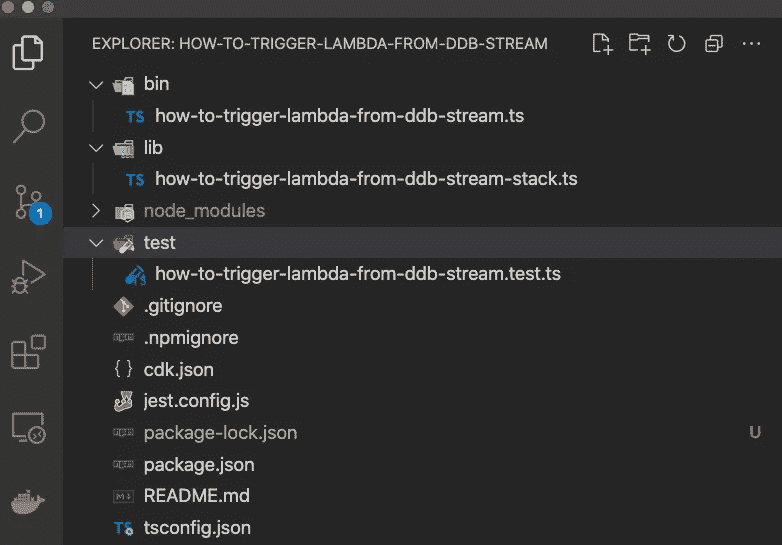 EXPLORER: HOW-TO-TRIGGER-LAMBDA-FROM-DDB-STREAM
bin
TS how-to-trigger-lambda-from-ddb-stream.ts
lib
TS how-to-trigger-lambda-from-ddb-stream-stack.ts
1
node_modules
test
how-to-trigger-lambda-from-ddb-stream.test.ts
.gitignore
.npmignore
{ } cdk.json
jest.config.js
package-lock.json U
package.json
M README.md
TS tsconfig.json